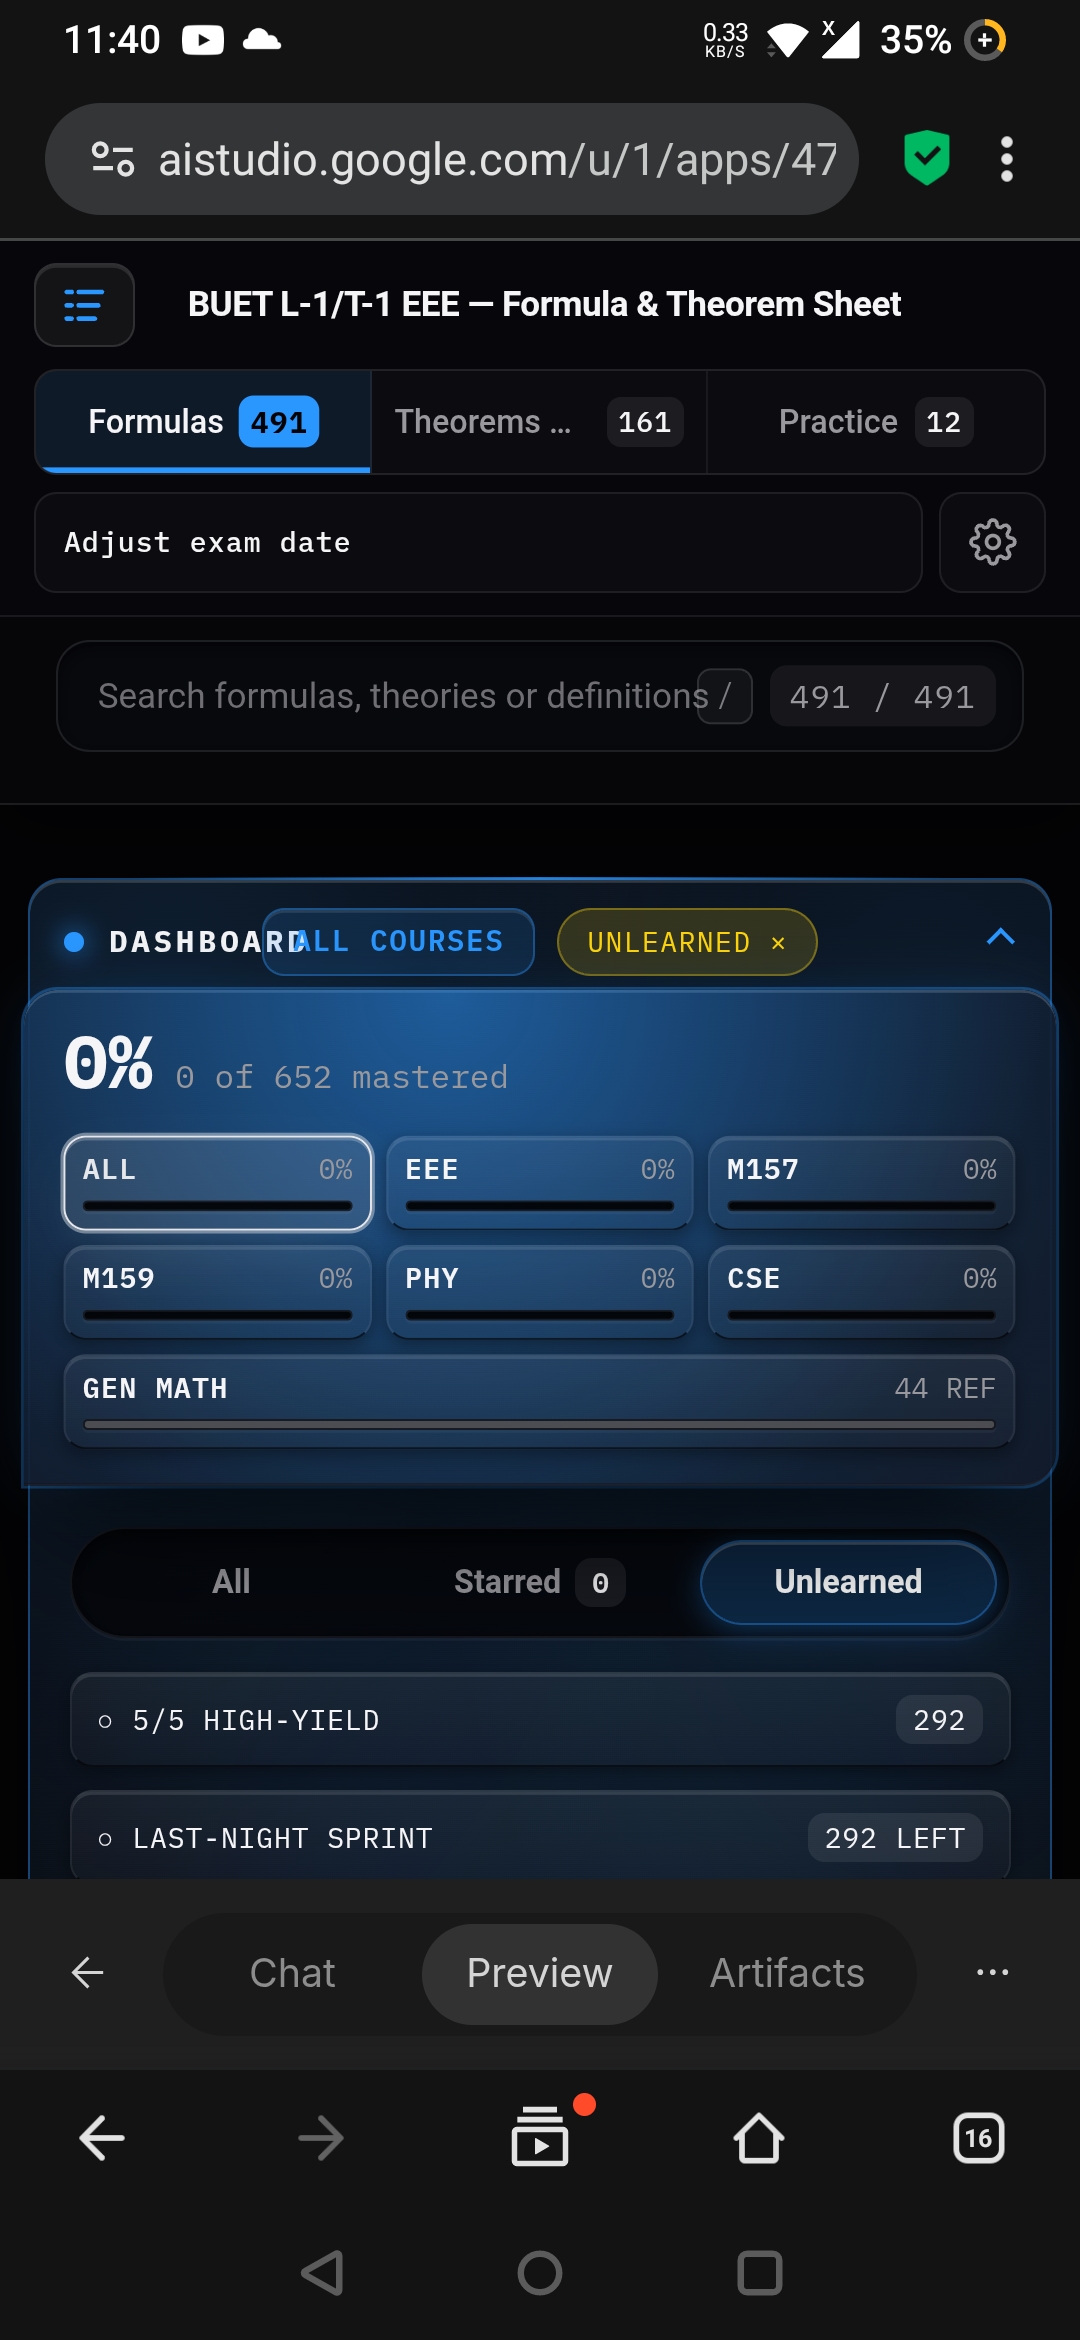 11:40 0.33 KB/S X 35%
aistudio.google.com/u/1/apps/47
BUET L-1/T-1 EEE — Formula & Theorem Sheet
Formulas 491 Theorems ... 161 Practice 12
Adjust exam date
Search formulas, theories or definitions / 491 / 491
DASHBOARD ALL COURSES UNLEARNED ×
0% 0 of 652 mastered
ALL 0% EEE 0% M157 0%
M159 0% PHY 0% CSE 0%
GEN MATH 44 REF
All Starred 0 Unlearned
○ 5/5 HIGH-YIELD 292
○ LAST-NIGHT SPRINT 292 LEFT
Chat Preview Artifacts ...
16